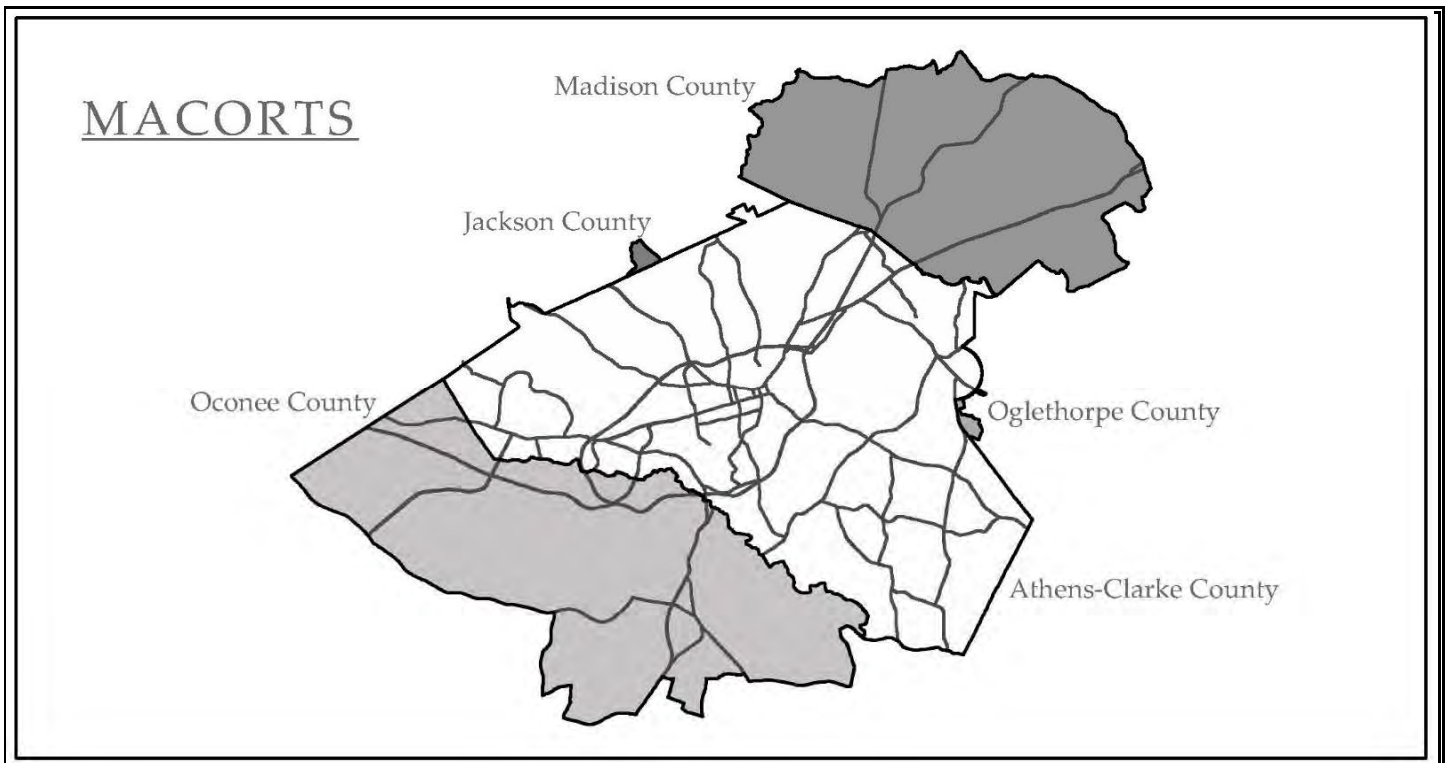 MACORTS
Madison County
Jackson County
Oconee County
Oglethorpe County
Athens-Clarke County